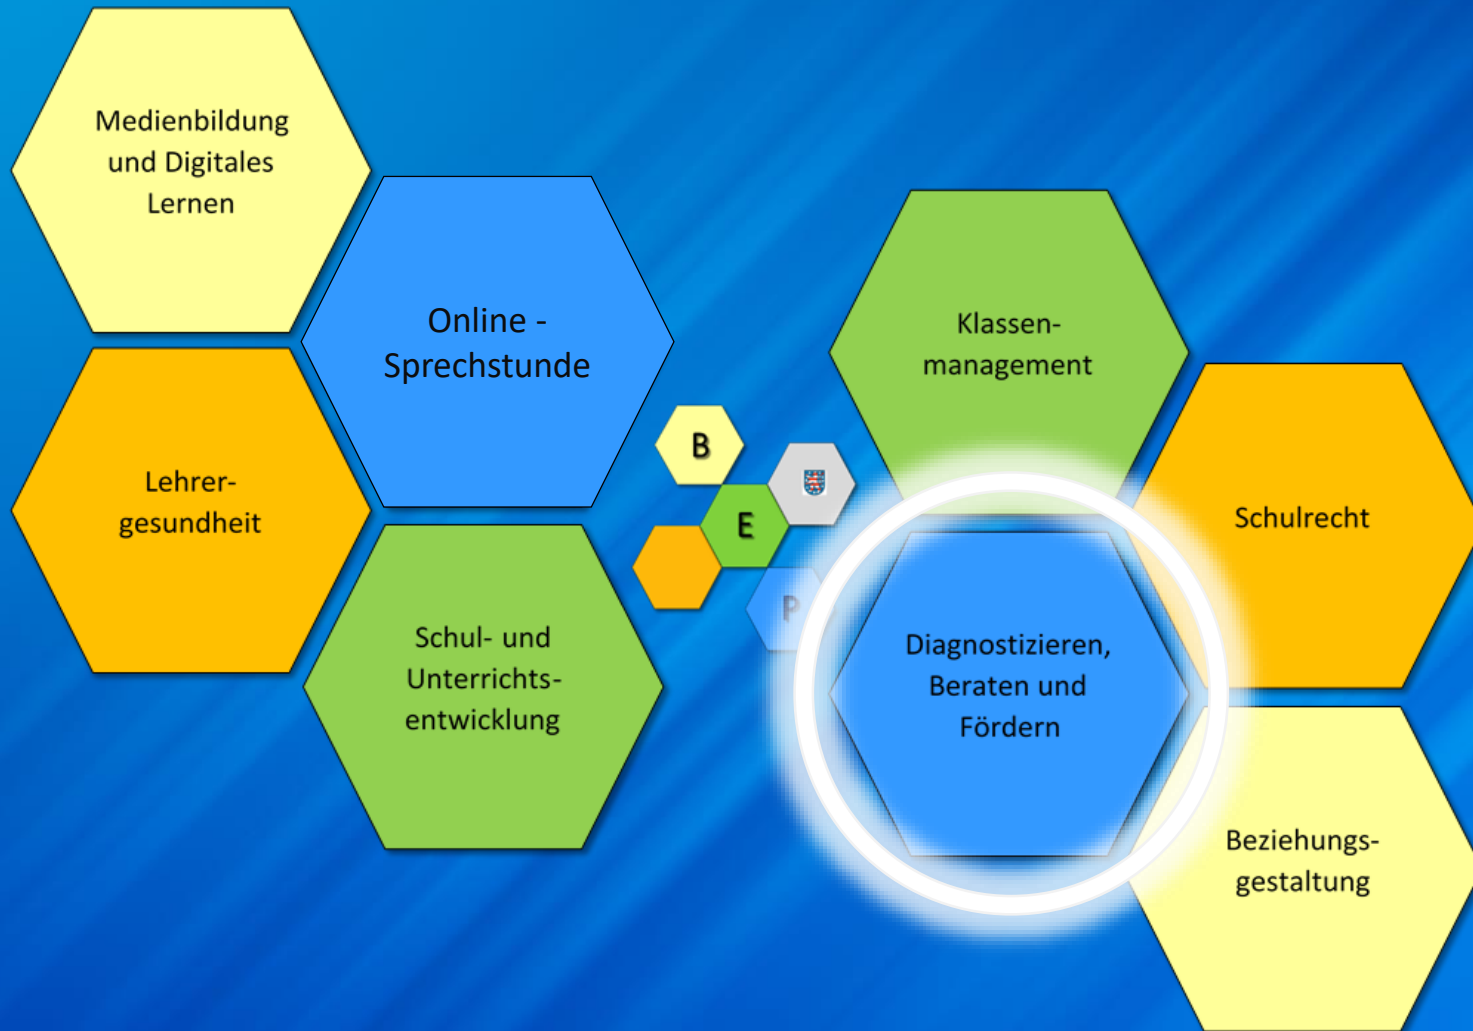 Medienbildung
und Digitales
Lernen
Online -
Sprechstunde
Lehrer-
gesundheit
Schul- und
Unterrichts-
entwicklung
B
E
P
Klassen-
management
Schulrecht
Diagnostizieren,
Beraten und
Fördern
Beziehungs-
gestaltung